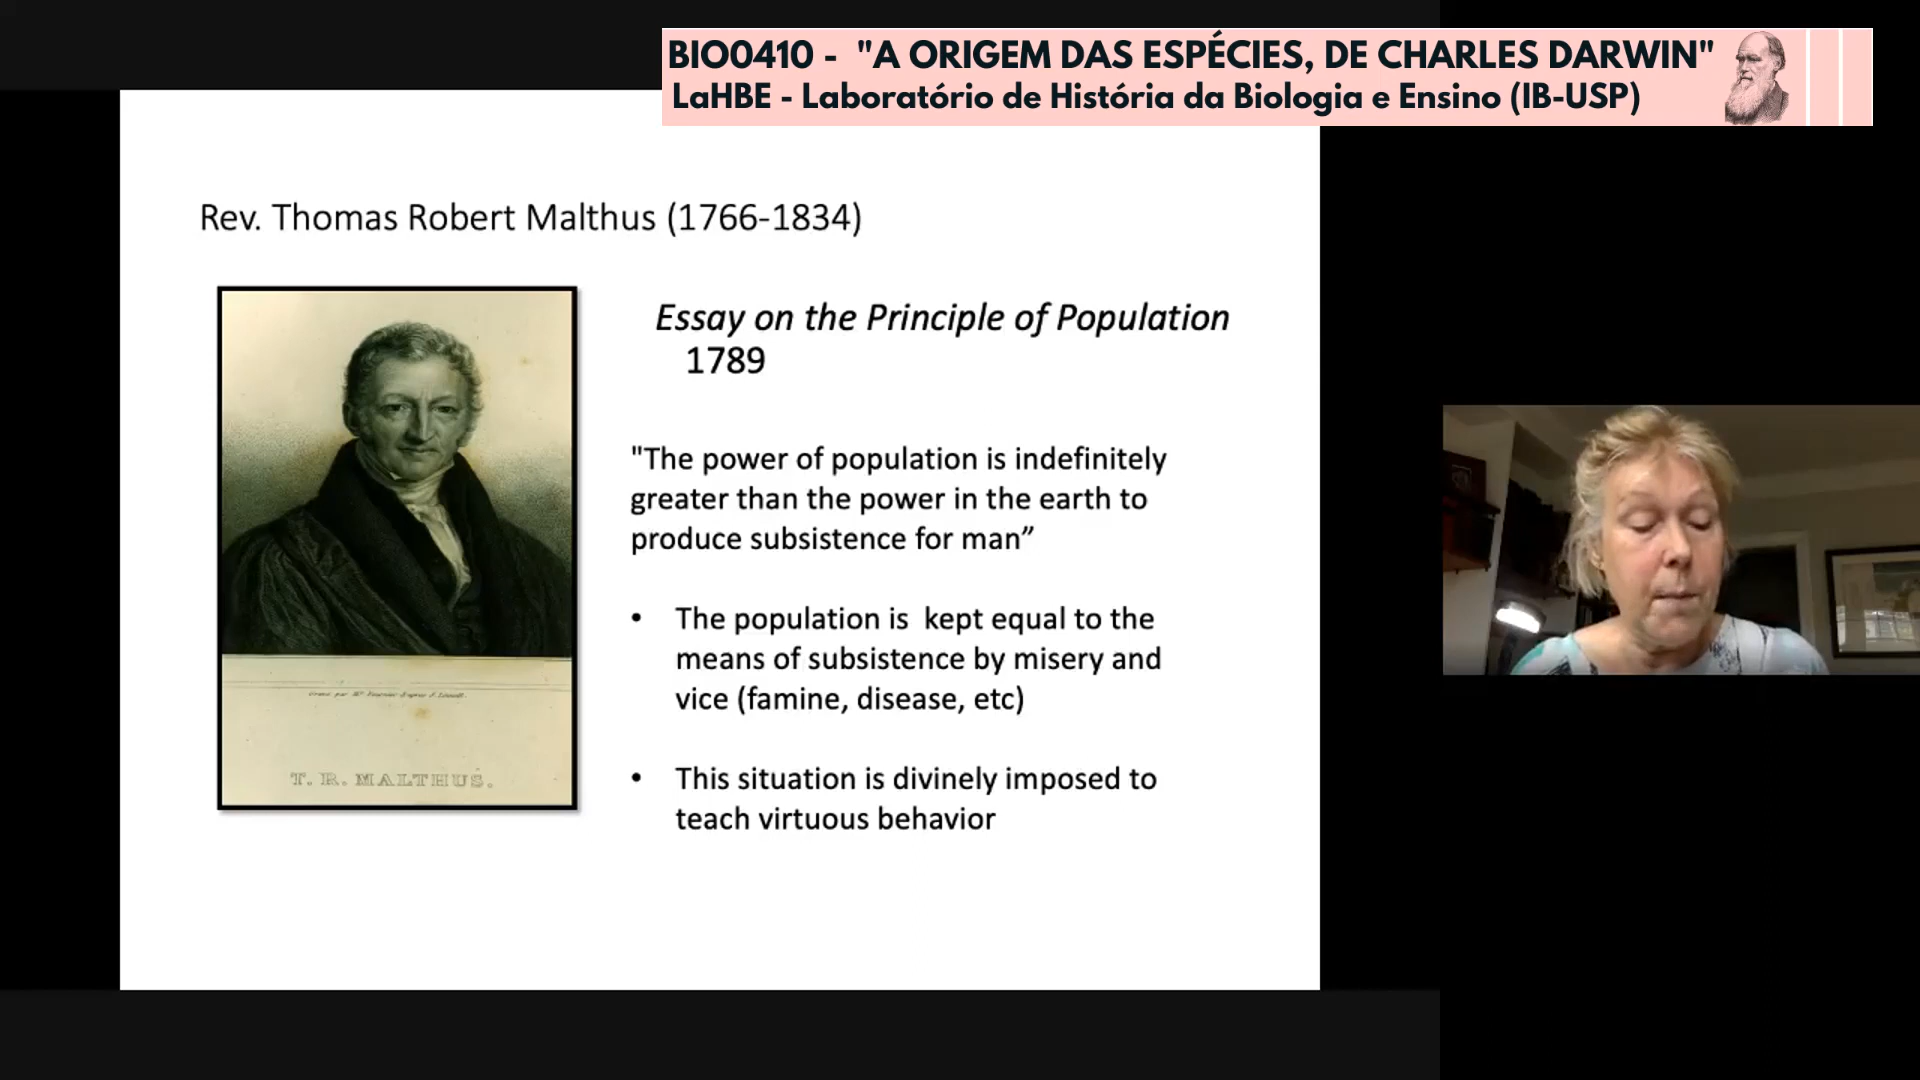 BIO0410 - "A ORIGEM DAS ESPÉCIES, DE CHARLES DARWIN"
LaHBE - Laboratório de História da Biologia e Ensino (IB-USP)
Rev. Thomas Robert Malthus (1766-1834)
Essay on the Principle of Population
1789
"The power of population is indefinitely
greater than the power in the earth to
produce subsistence for man”
• The population is kept equal to the
means of subsistence by misery and
vice (famine, disease, etc)
• This situation is divinely imposed to
teach virtuous behavior
T. R. MALTHUS.